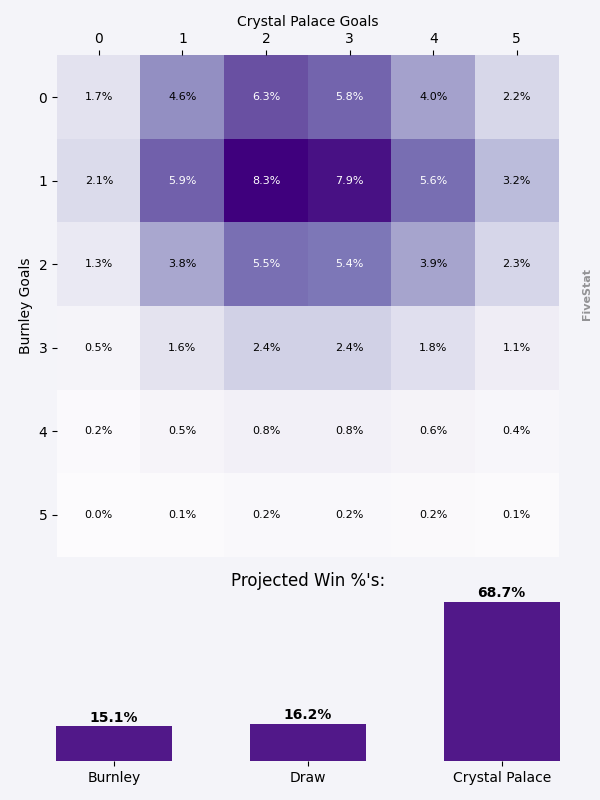 Crystal Palace Goals
0 1 2 3 4 5
0 1.7% 4.6% 6.3% 5.8% 4.0% 2.2%
1 2.1% 5.9% 8.3% 7.9% 5.6% 3.2%
2 1.3% 3.8% 5.5% 5.4% 3.9% 2.3%
3 0.5% 1.6% 2.4% 2.4% 1.8% 1.1%
4 0.2% 0.5% 0.8% 0.8% 0.6% 0.4%
5 0.0% 0.1% 0.2% 0.2% 0.2% 0.1%
Burnley Goals
FiveStat
Projected Win %'s:
15.1% 16.2% 68.7%
Burnley Draw Crystal Palace